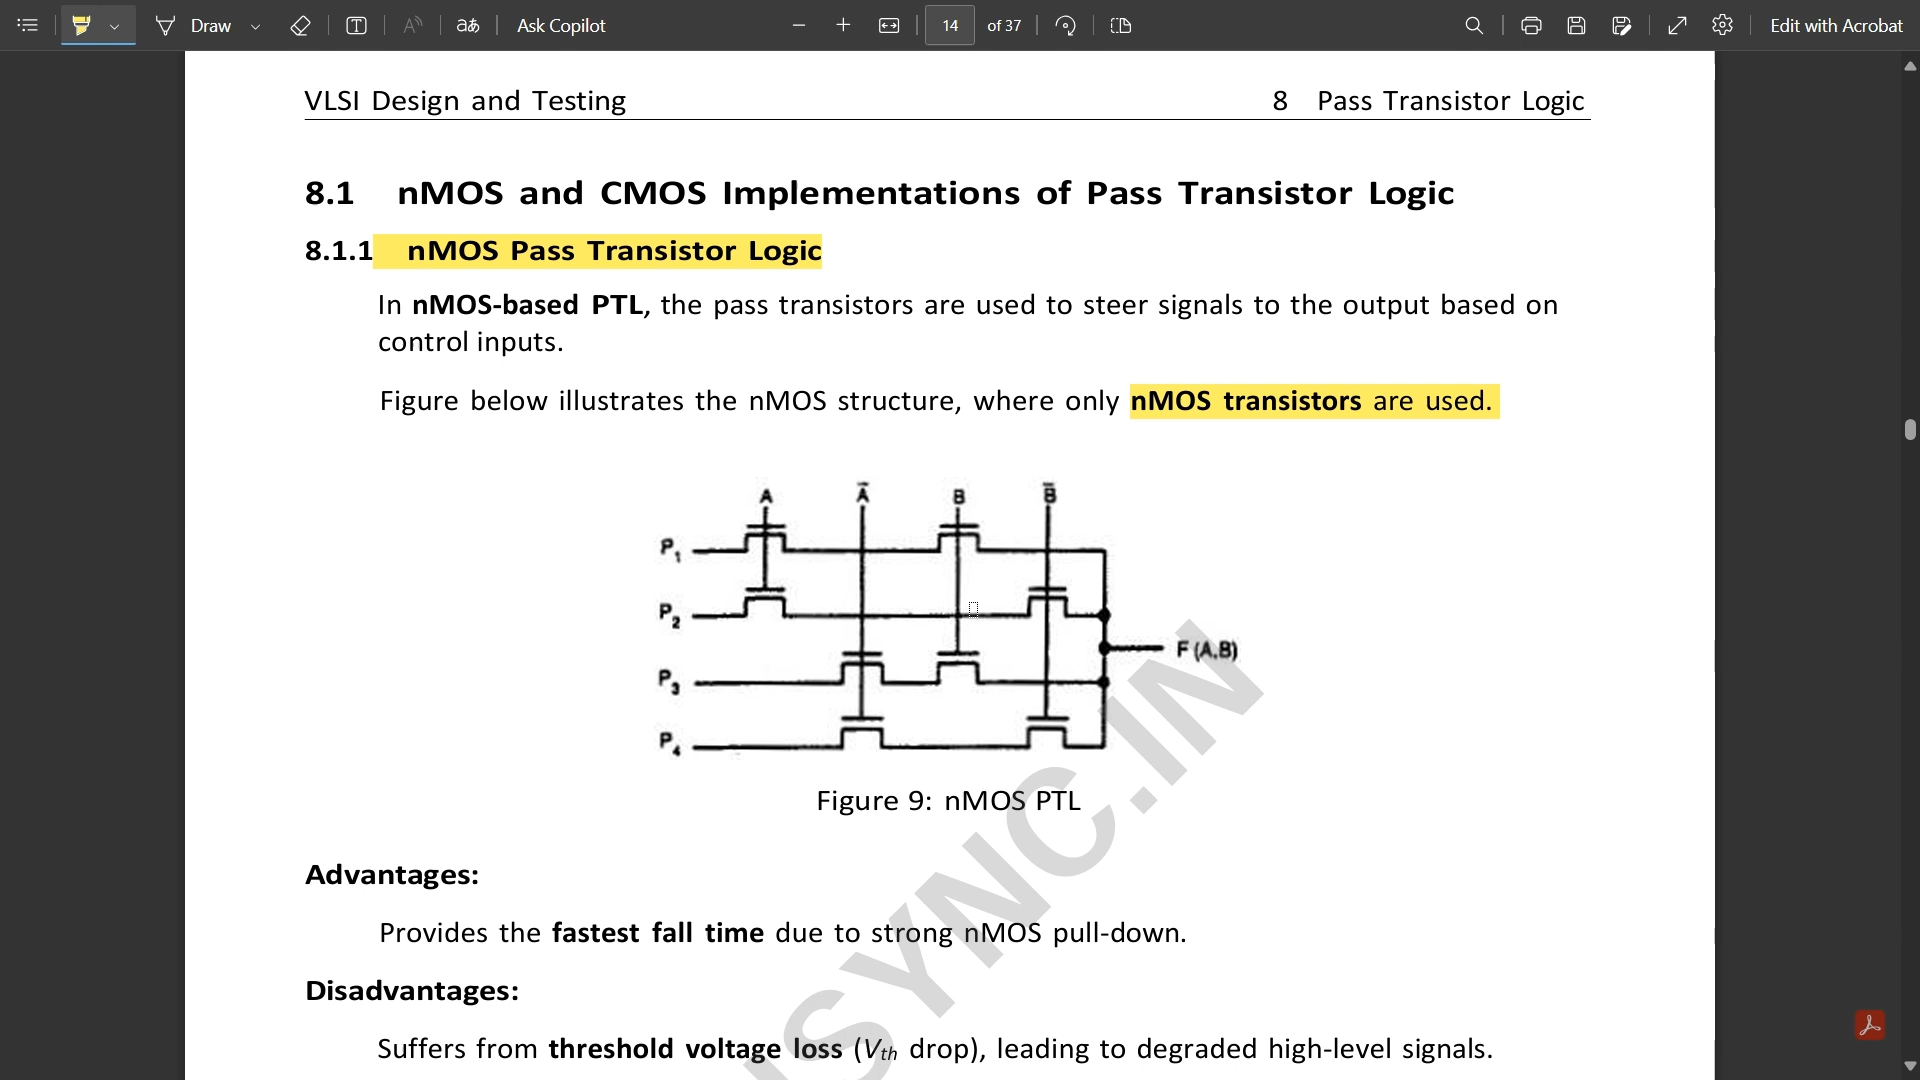 Draw
T
A
aあ
Ask Copilot
14
of 37
Edit with Acrobat
VLSI Design and Testing
8 Pass Transistor Logic
8.1 nMOS and CMOS Implementations of Pass Transistor Logic
8.1.1 nMOS Pass Transistor Logic
In nMOS-based PTL, the pass transistors are used to steer signals to the output based on
control inputs.
Figure below illustrates the nMOS structure, where only nMOS transistors are used.
A A̅ B B̅
P₁
P₂
F (A,B)
P₃
P₄
Figure 9: nMOS PTL
Advantages:
Provides the fastest fall time due to strong nMOS pull-down.
Disadvantages:
Suffers from threshold voltage loss (Vth drop), leading to degraded high-level signals.
SYNC.IN